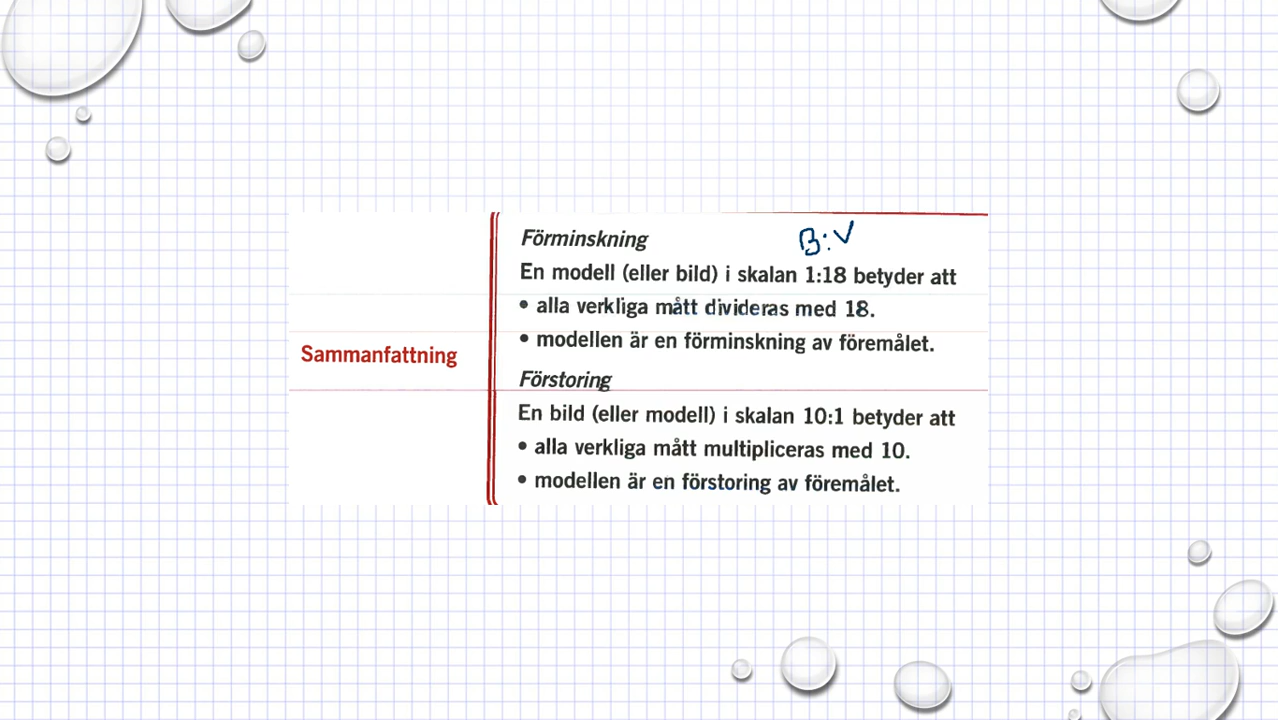 Förminskning
B:V
En modell (eller bild) i skalan 1:18 betyder att
• alla verkliga mått divideras med 18.
• modellen är en förminskning av föremålet.
Sammanfattning
Förstoring
En bild (eller modell) i skalan 10:1 betyder att
• alla verkliga mått multipliceras med 10.
• modellen är en förstoring av föremålet.